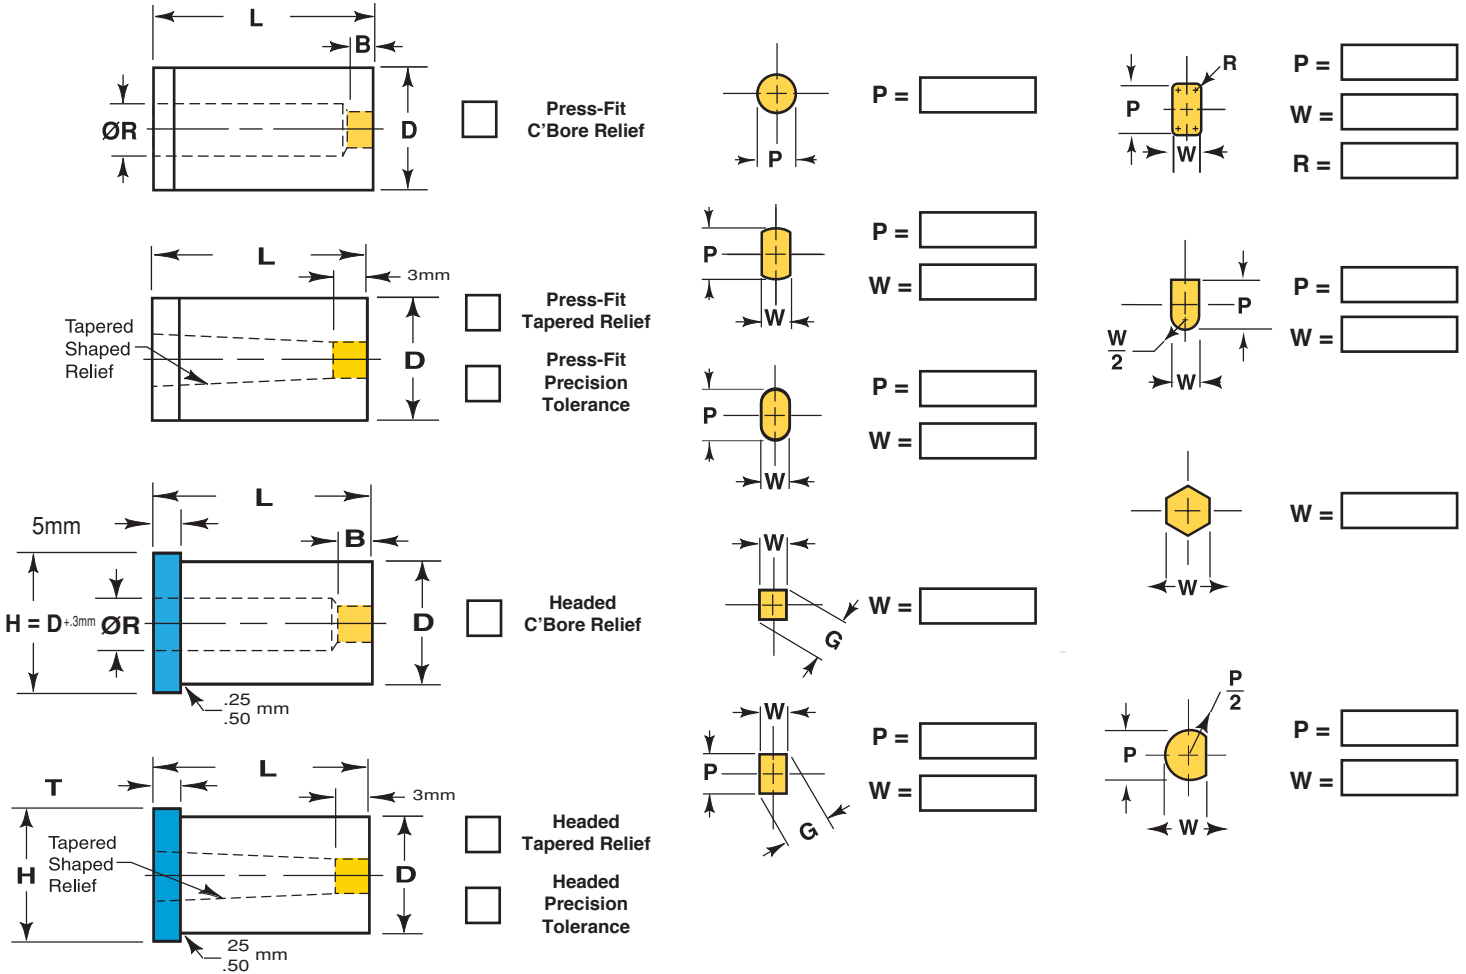 L
B
ØR
D
Press-Fit
C'Bore Relief
L
3mm
Tapered
Shaped
Relief
D
Press-Fit
Tapered Relief
Press-Fit
Precision
Tolerance
L
5mm
B
H = D +.3mm ØR
D
.25
.50 mm
Headed
C'Bore Relief
L
T
3mm
Tapered
Shaped
Relief
H
D
25
.50 mm
Headed
Tapered Relief
Headed
Precision
Tolerance
P
P =
P
W
P =
W =
P
W
P =
W =
W
G
W =
W
P
G
P =
W =
R
P
W
P =
W =
R =
P
W
2
W
P =
W =
W
W =
P
2
P
W
P =
W =